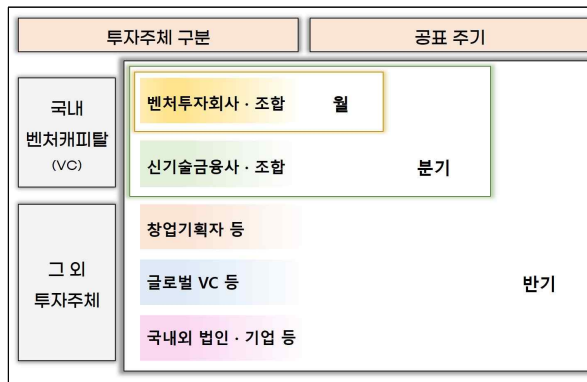 투자주체 구분
공표 주기
국내
벤처캐피탈
(VC)
벤처투자회사 · 조합
월
신기술금융사 · 조합
분기
그 외
투자주체
창업기획자 등
글로벌 VC 등
반기
국내외 법인 · 기업 등